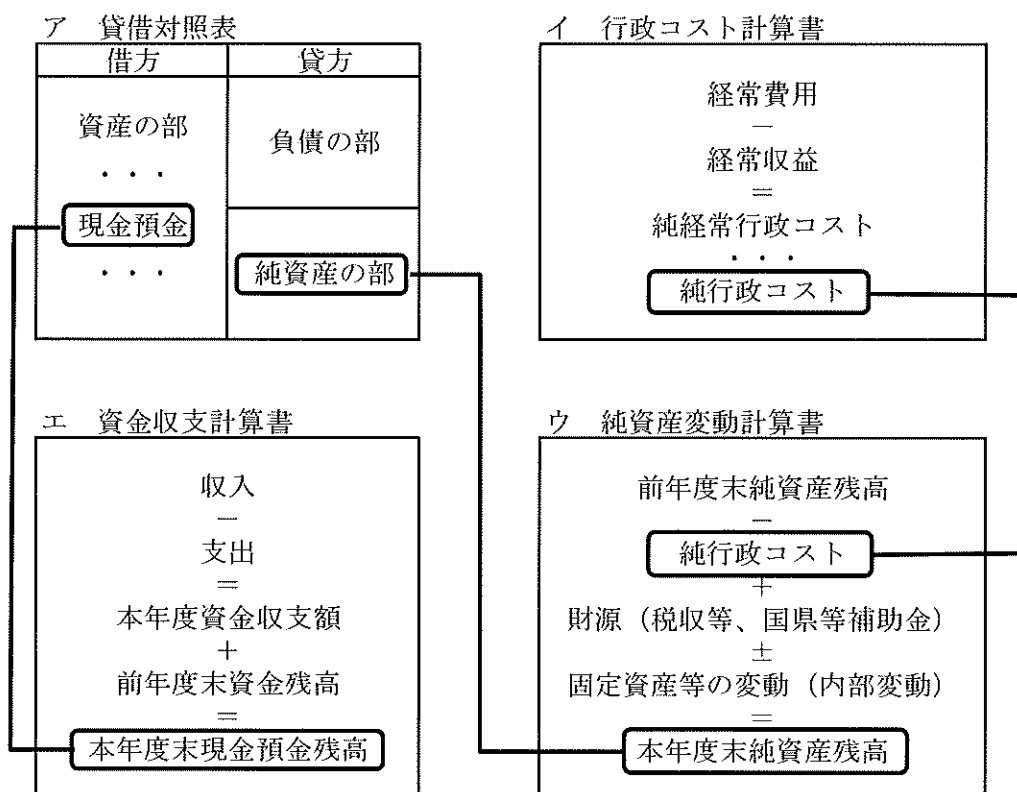 ア 貸借対照表
借方 貸方
資産の部
・・・
現金預金
・・・
負債の部
純資産の部
イ 行政コスト計算書
経常費用
－
経常収益
＝
純経常行政コスト
・・・
純行政コスト
エ 資金収支計算書
収入
－
支出
＝
本年度資金収支額
＋
前年度末資金残高
＝
本年度末現金預金残高
ウ 純資産変動計算書
前年度末純資産残高
－
純行政コスト
＋
財源（税収等、国県等補助金）
±
固定資産等の変動（内部変動）
＝
本年度末純資産残高